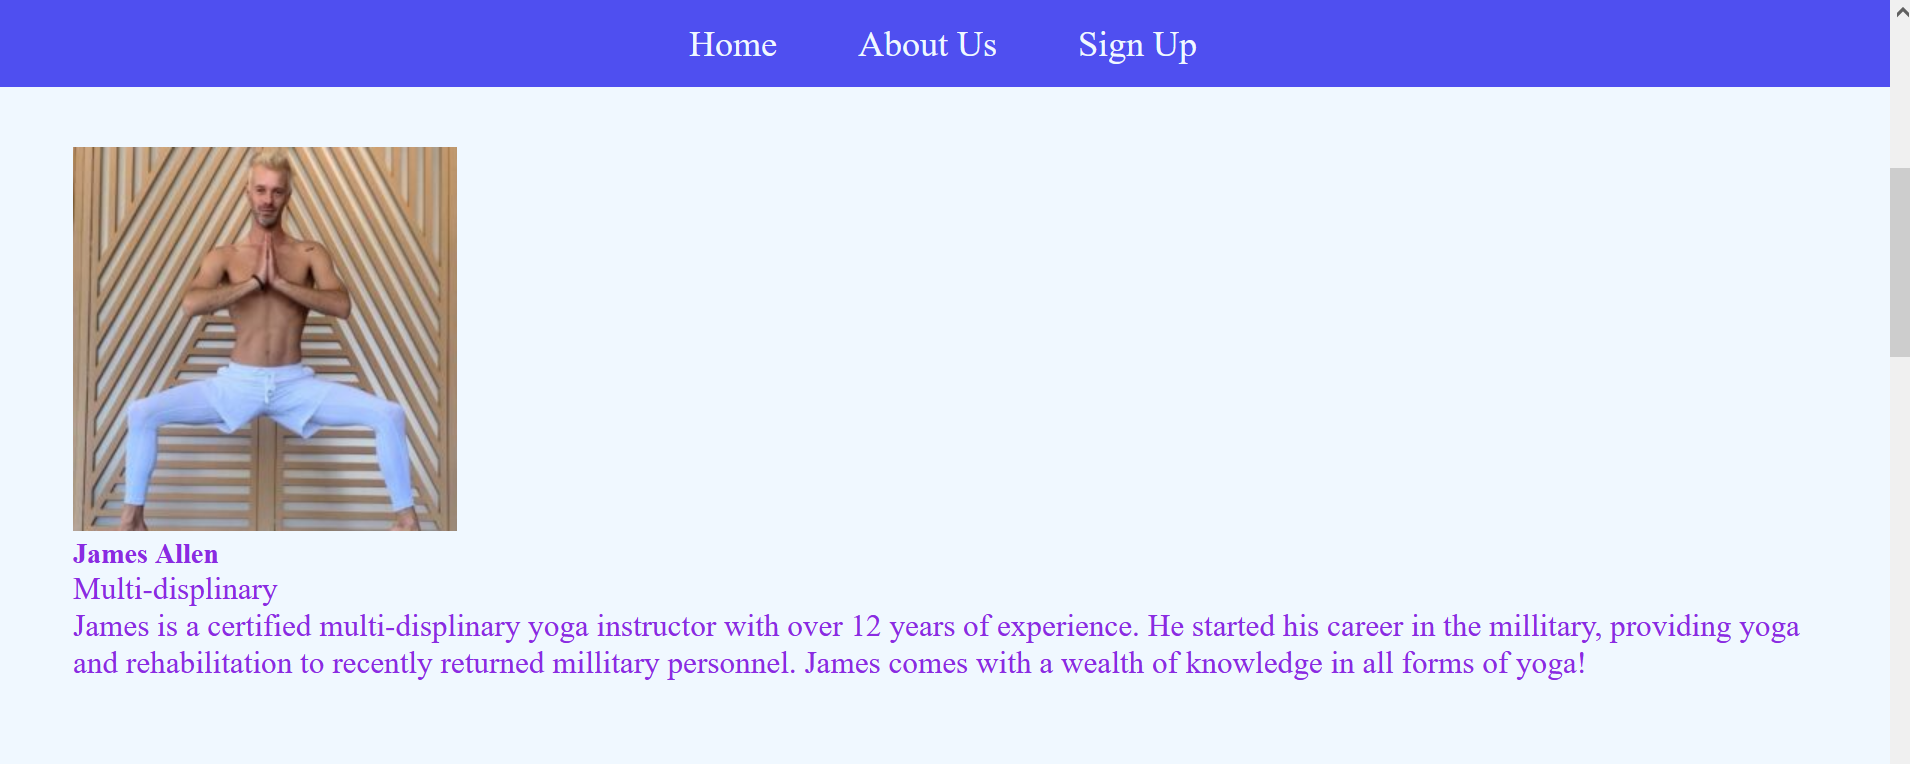 Home About Us Sign Up
James Allen
Multi-displinary
James is a certified multi-displinary yoga instructor with over 12 years of experience. He started his career in the millitary, providing yoga
and rehabilitation to recently returned millitary personnel. James comes with a wealth of knowledge in all forms of yoga!